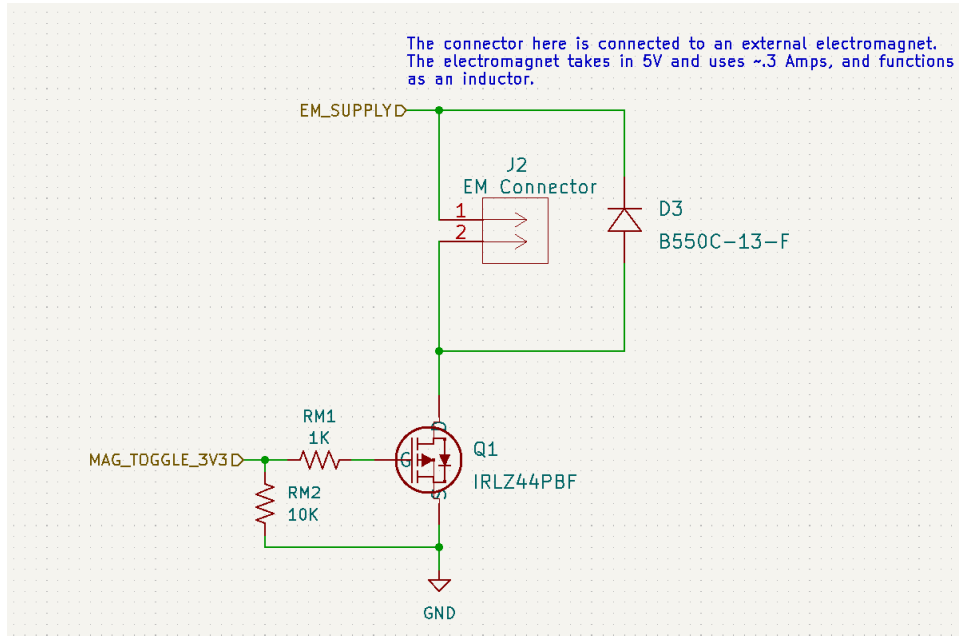 The connector here is connected to an external electromagnet.
The electromagnet takes in 5V and uses ~.3 Amps, and functions
as an inductor.
EM_SUPPLY
J2
EM Connector
1
2
D3
B550C-13-F
RM1
1K
MAG_TOGGLE_3V3
D
G
S
Q1
IRLZ44PBF
RM2
10K
GND